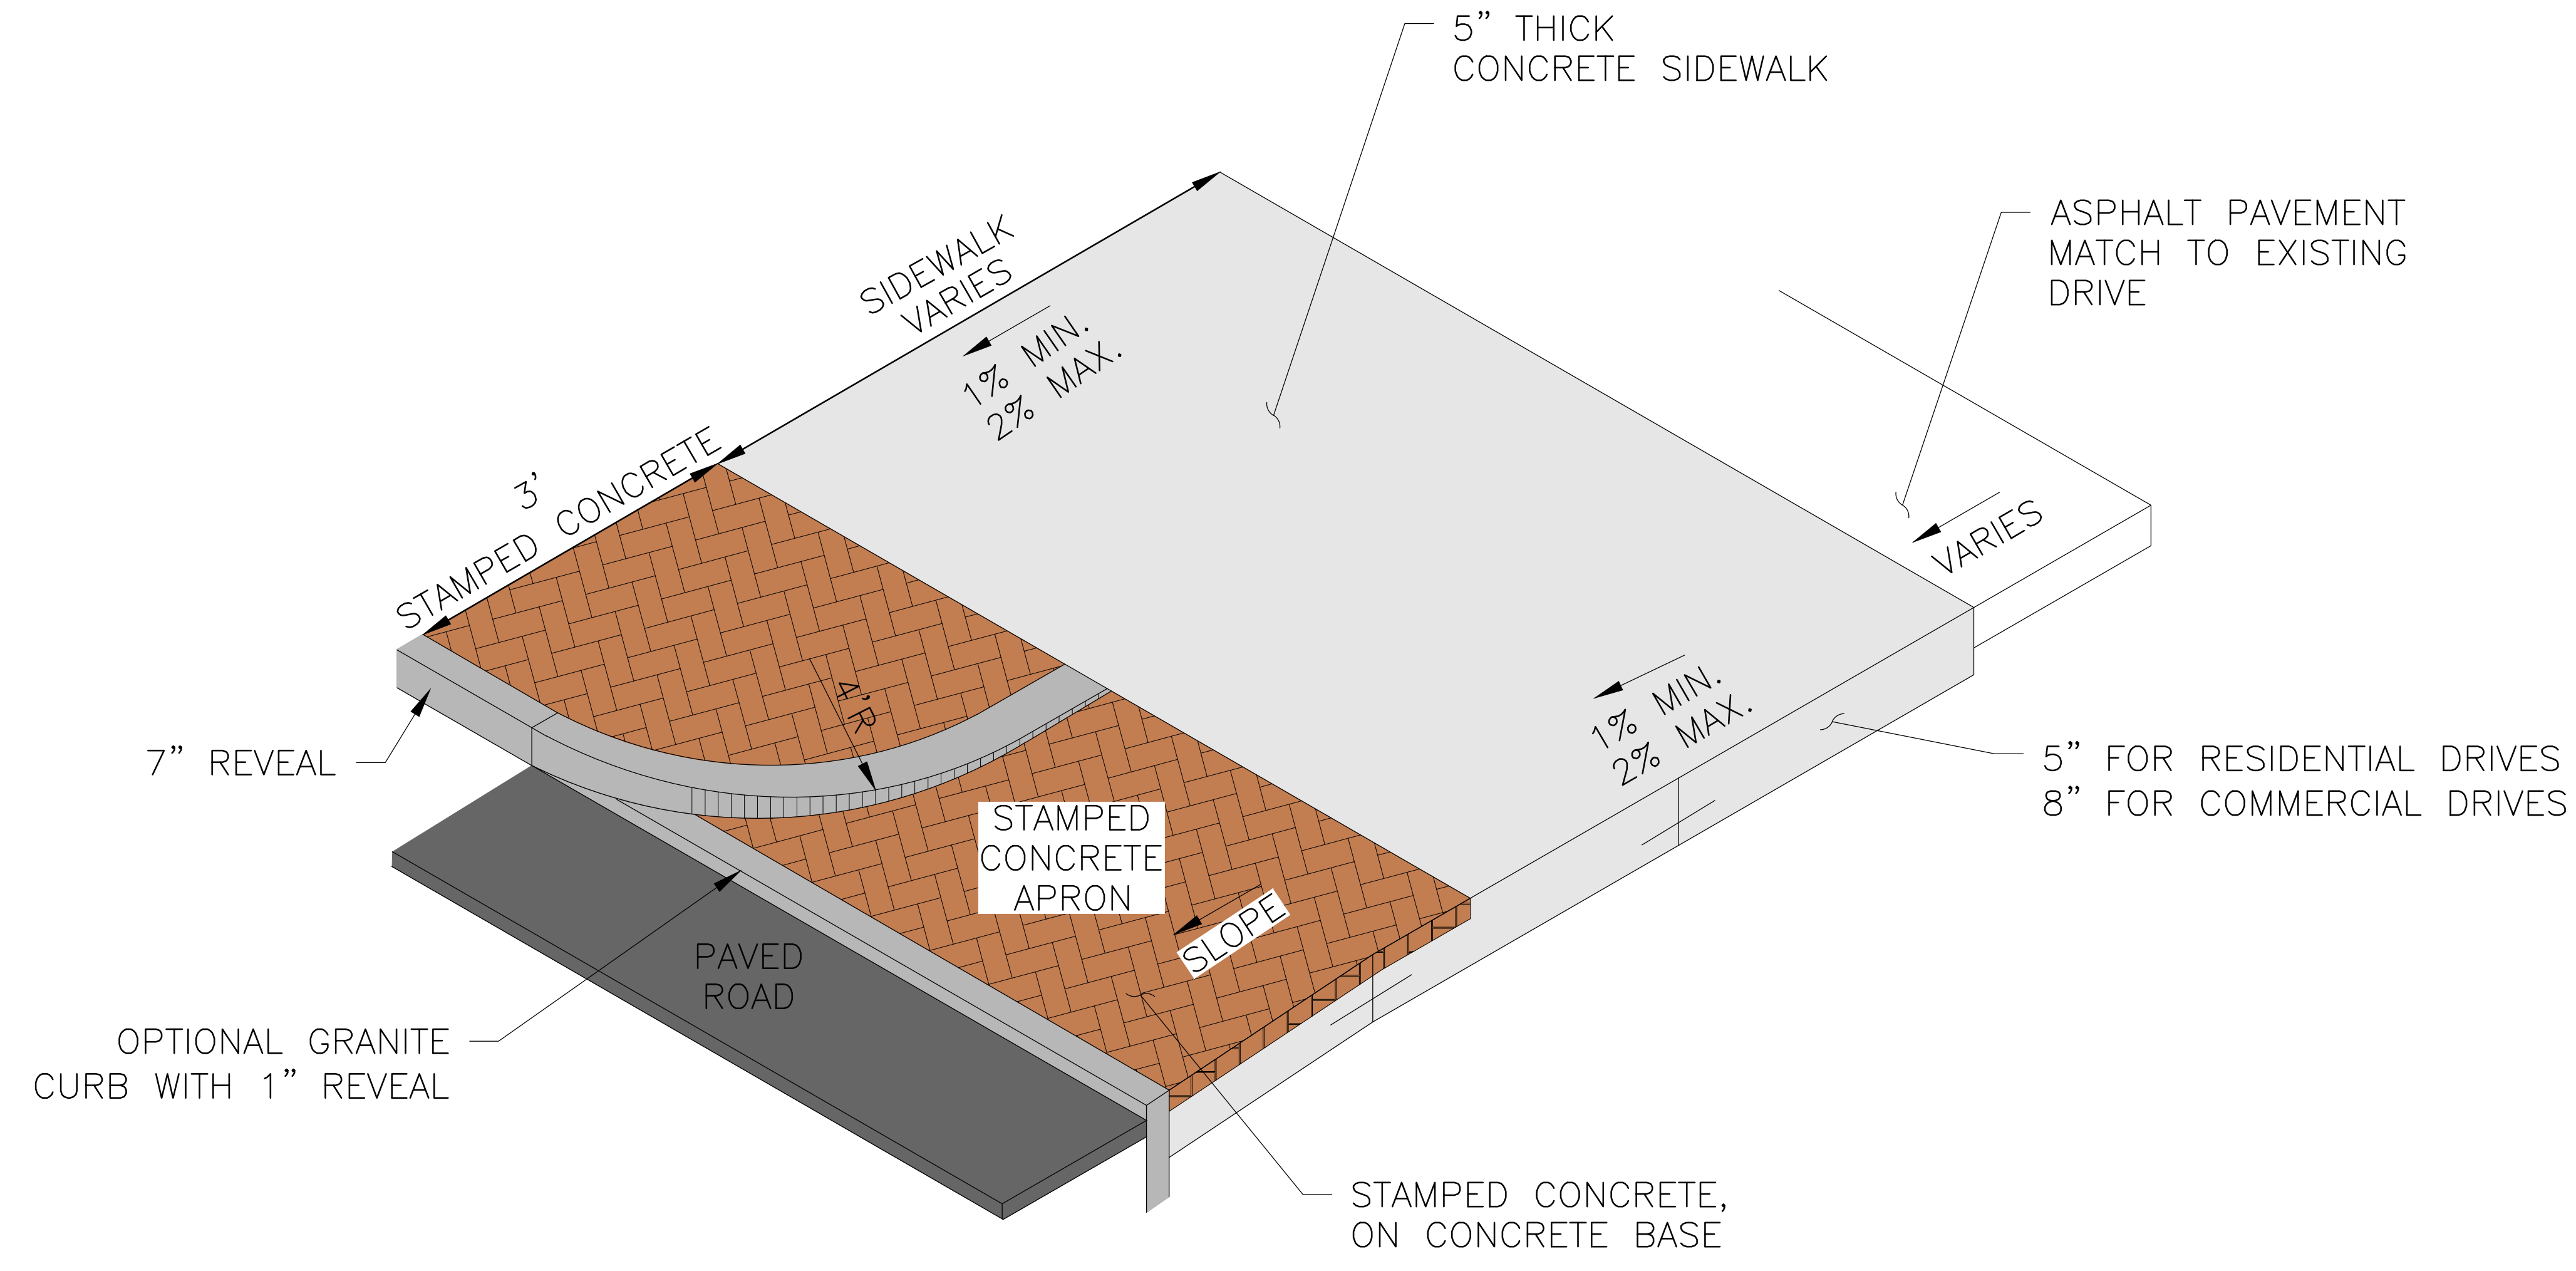 5” THICK
CONCRETE SIDEWALK
ASPHALT PAVEMENT
MATCH TO EXISTING
DRIVE
SIDEWALK
VARIES
1% MIN.
2% MAX.
3’
STAMPED CONCRETE
VARIES
4’R
1% MIN.
2% MAX.
7” REVEAL
5” FOR RESIDENTIAL DRIVES
8” FOR COMMERCIAL DRIVES
STAMPED
CONCRETE
APRON
SLOPE
PAVED
ROAD
OPTIONAL GRANITE
CURB WITH 1” REVEAL
STAMPED CONCRETE,
ON CONCRETE BASE